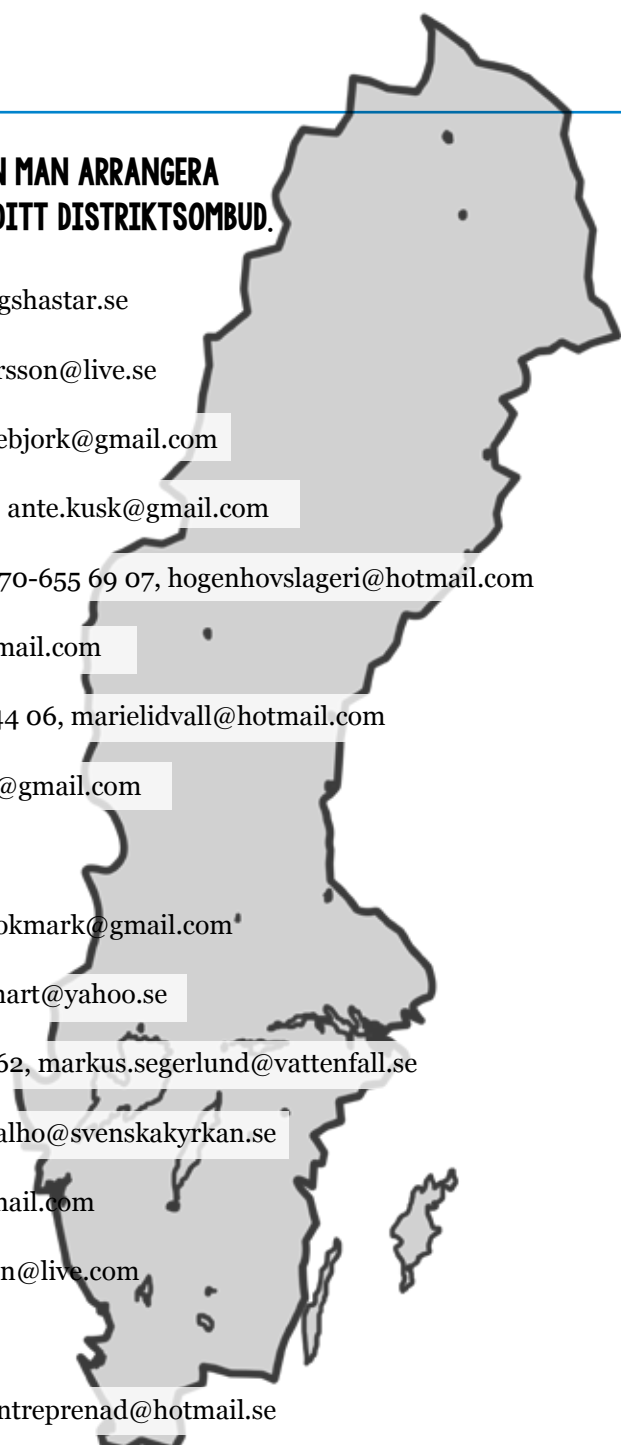 N MAN ARRANGERA
DITT DISTRIKTSOMBUD.
gshastar.se
rsson@live.se
ebjork@gmail.com
ante.kusk@gmail.com
70-655 69 07, hogenhovslageri@hotmail.com
mail.com
44 06, marielidvall@hotmail.com
@gmail.com
okmark@gmail.com
hart@yahoo.se
62, markus.segerlund@vattenfall.se
alho@svenskakyrkan.se
mail.com
n@live.com
ntreprenad@hotmail.se